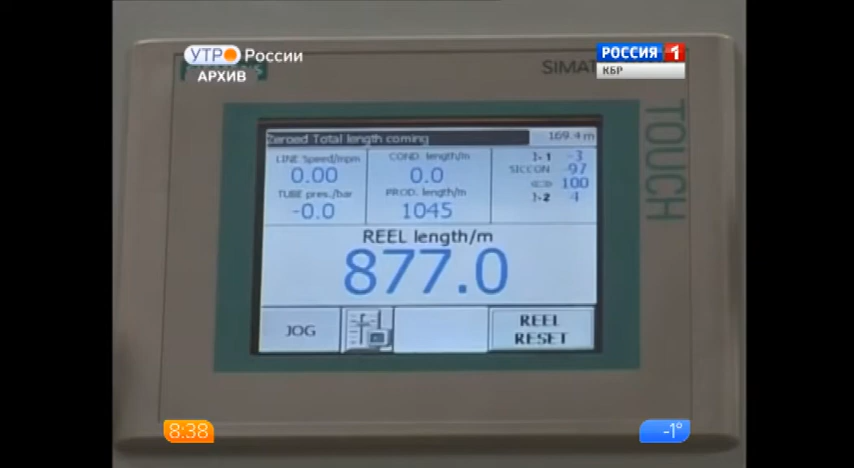 УТРО России
АРХИВ
РОССИЯ 1
КБР
SIMAT
TOUCH
Zeroed Total length coming
169.4 m
LINE Speed/mpm
0.00
COND. length/m
0.0
TUBE pres./bar
-0.0
PROD. length/m
1045
J-1 -3
SICCON -97
100
J-2 4
REEL length/m
877.0
JOG
REEL
RESET
8:38
-1°